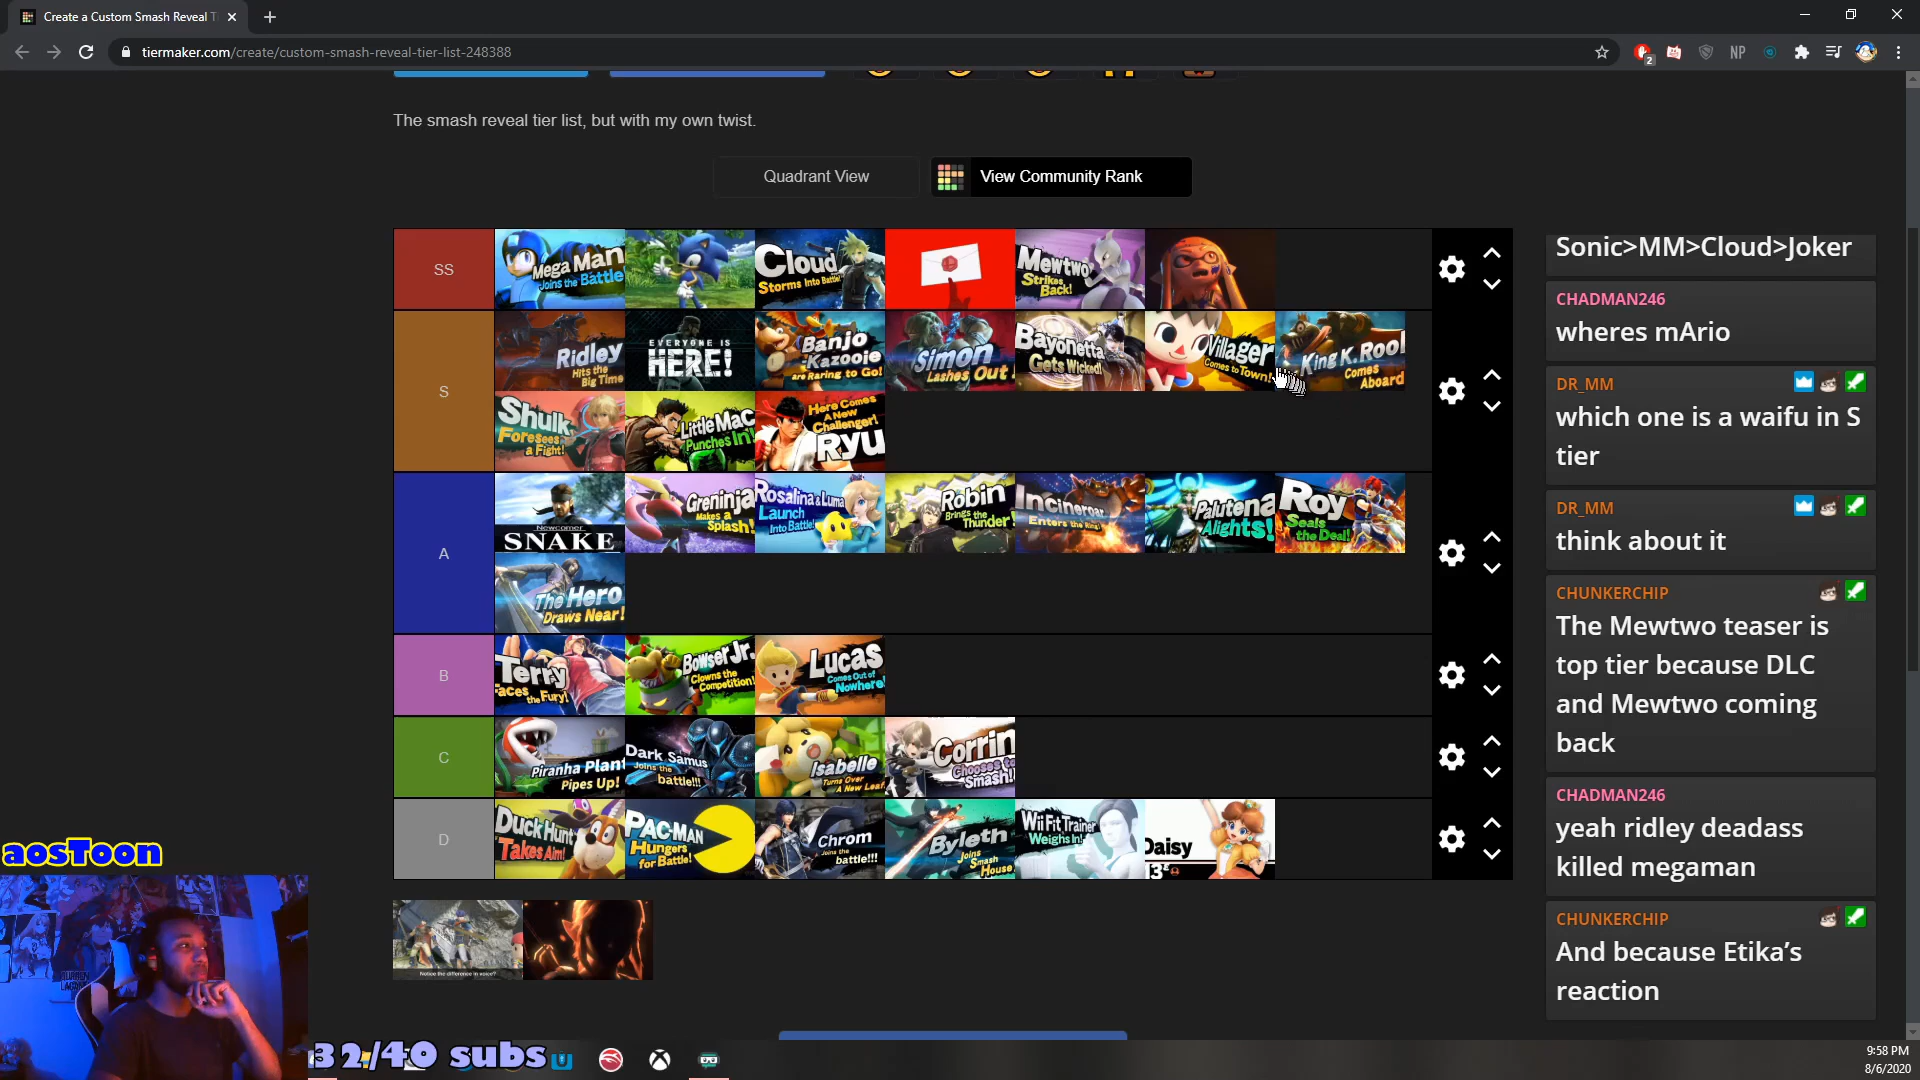 Create a Custom Smash Reveal T
tiermaker.com/create/custom-smash-reveal-tier-list-248388
2
NP
The smash reveal tier list, but with my own twist.
Quadrant View
View Community Rank
SS
Mega Man
Joins the Battle!
Cloud
Storms Into Battle!
Mewtwo
Strikes
Back!
S
Ridley
Hits the
Big Time
EVERYONE IS
HERE!
Banjo
Kazooie
are Raring to Go!
Simon
Lashes Out!
Bayonetta
Gets Wicked!
Villager
Comes to Town!
King K. Rool
Comes
Aboard
Shulk
Foresees
a Fight!
Little Mac
Punches In!
Here Comes
A New
Challenger!
RYU
A
Newcomer
SNAKE
Greninja
Makes a
Splash!
Rosalina & Luma
Launch
Into Battle!
Robin
Brings the
Thunder!
Incineroar
Enters the Ring!
Palutena
Alights!
Roy
Seals
the Deal!
The Hero
Draws Near!
B
Terry
Faces the Fury!
Bowser Jr.
Clowns the
Competition!
Lucas
Comes Out of
Nowhere!
C
Piranha Plant
Pipes Up!
Dark Samus
Joins the
battle!!!
Isabelle
Turns Over
A New Leaf
Corrin
Chooses to
Smash!
D
Duck Hunt
Takes Aim!
PAC-MAN
Hungers
for Battle!
Chrom
Joins the
battle!!!
Byleth
Joins
Smash
House
Wii Fit Trainer
Weighs In!
Daisy
13ᵋ
Notice the difference in voice?
Sonic>MM>Cloud>Joker
CHADMAN246
wheres mArio
DR_MM
which one is a waifu in S
tier
DR_MM
think about it
CHUNKERCHIP
The Mewtwo teaser is
top tier because DLC
and Mewtwo coming
back
CHADMAN246
yeah ridley deadass
killed megaman
CHUNKERCHIP
And because Etika's
reaction
aosToon
32/40 subs
9:58 PM
8/6/2020